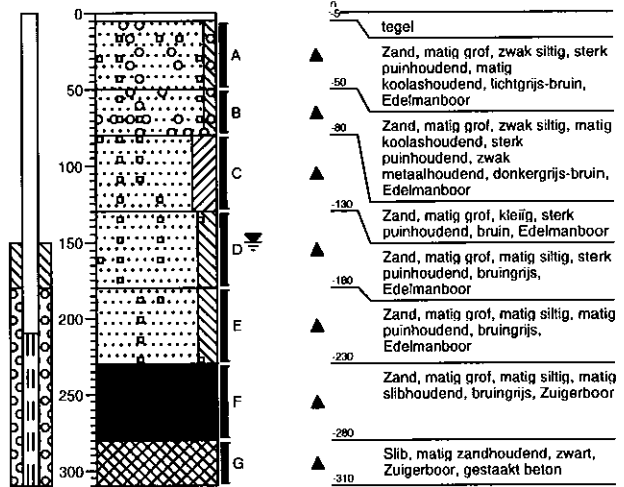 0
50
100
150
200
250
300
A
B
C
D
E
F
G
tegel
Zand, matig grof, zwak siltig, sterk
puinhoudend, matig
koolashoudend, lichtgrijs-bruin,
Edelmanboor
-50
Zand, matig grof, zwak siltig, matig
koolashoudend, sterk
puinhoudend, zwak
metaalhoudend, donkergrijs-bruin,
Edelmanboor
-80
Zand, matig grof, kleiïg, sterk
puinhoudend, bruin, Edelmanboor
-130
Zand, matig grof, matig siltig, sterk
puinhoudend, bruingrijs,
Edelmanboor
-180
Zand, matig grof, matig siltig, matig
puinhoudend, bruingrijs,
Edelmanboor
-230
Zand, matig grof, matig siltig, matig
slibhoudend, bruingrijs, Zuigerboor
-280
Slib, matig zandhoudend, zwart,
Zuigerboor, gestaakt beton
-310